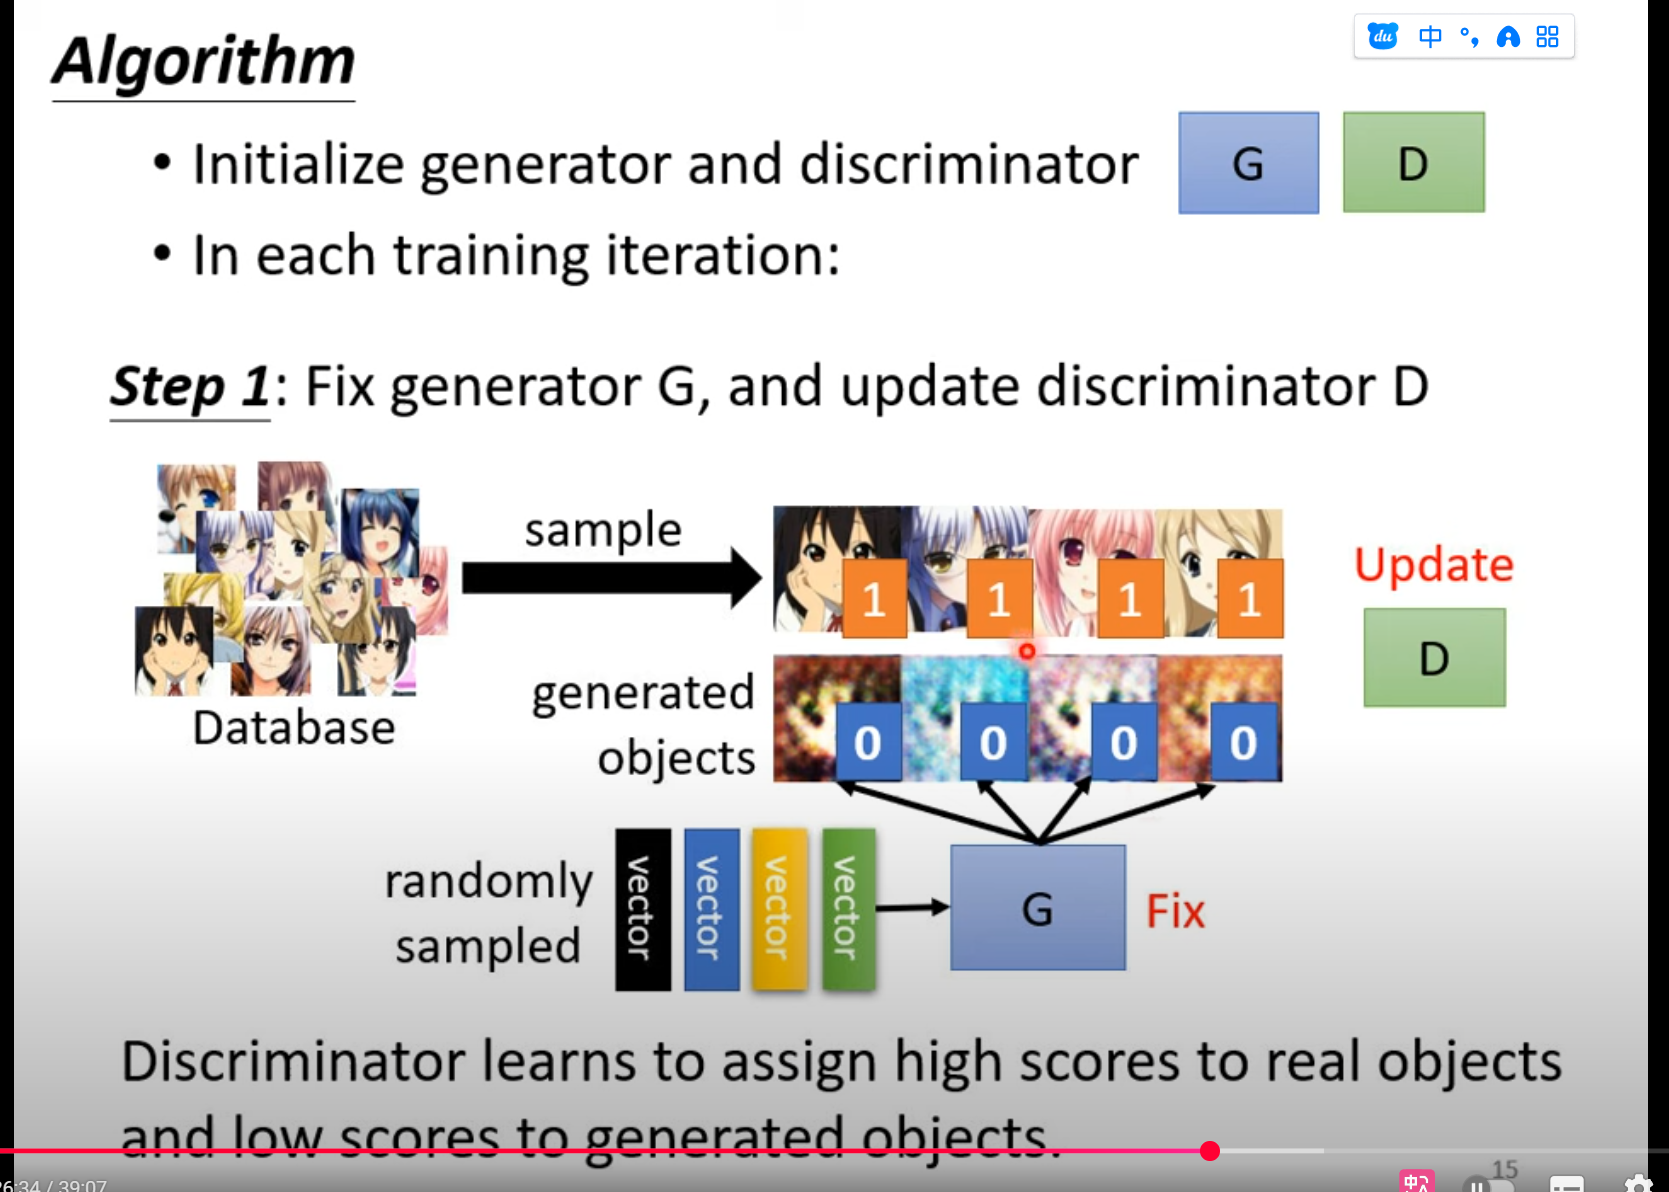 Algorithm
du 中 °,
• Initialize generator and discriminator
G D
• In each training iteration:
Step 1: Fix generator G, and update discriminator D
sample
1 1 1 1
Update
D
Database
generated
objects
0 0 0 0
randomly
sampled
vector vector vector vector
G
Fix
Discriminator learns to assign high scores to real objects
and low scores to generated objects.
15
6:34 / 39:07
中